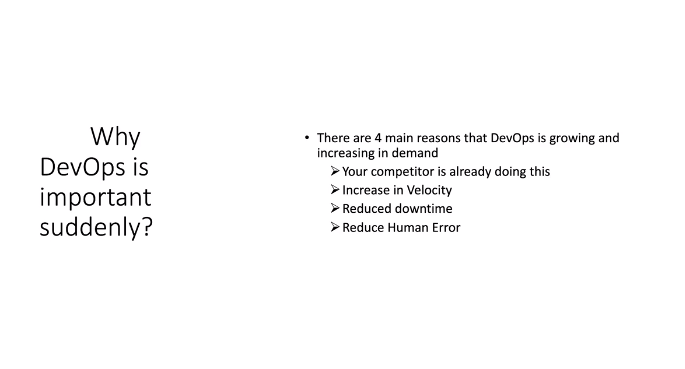 Why
DevOps is
important
suddenly?
• There are 4 main reasons that DevOps is growing and
increasing in demand
➢Your competitor is already doing this
➢Increase in Velocity
➢Reduced downtime
➢Reduce Human Error